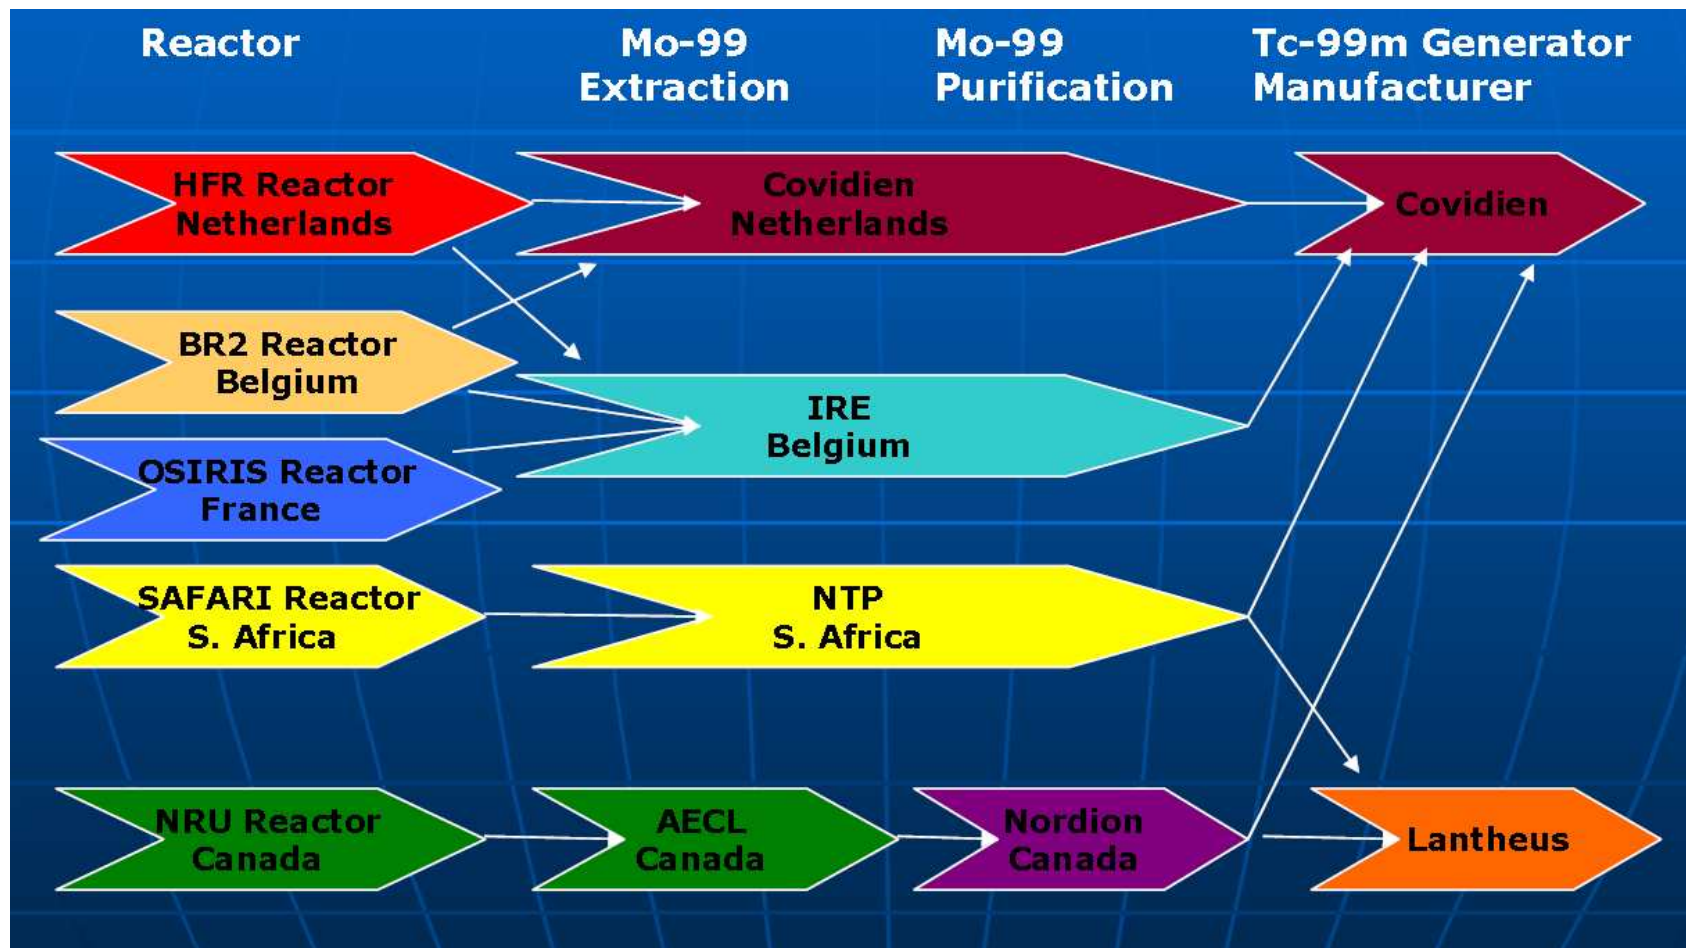 Reactor
Mo-99
Extraction
Mo-99
Purification
Tc-99m Generator
Manufacturer
HFR Reactor
Netherlands
Covidien
Netherlands
Covidien
BR2 Reactor
Belgium
IRE
Belgium
OSIRIS Reactor
France
SAFARI Reactor
S. Africa
NTP
S. Africa
NRU Reactor
Canada
AECL
Canada
Nordion
Canada
Lantheus